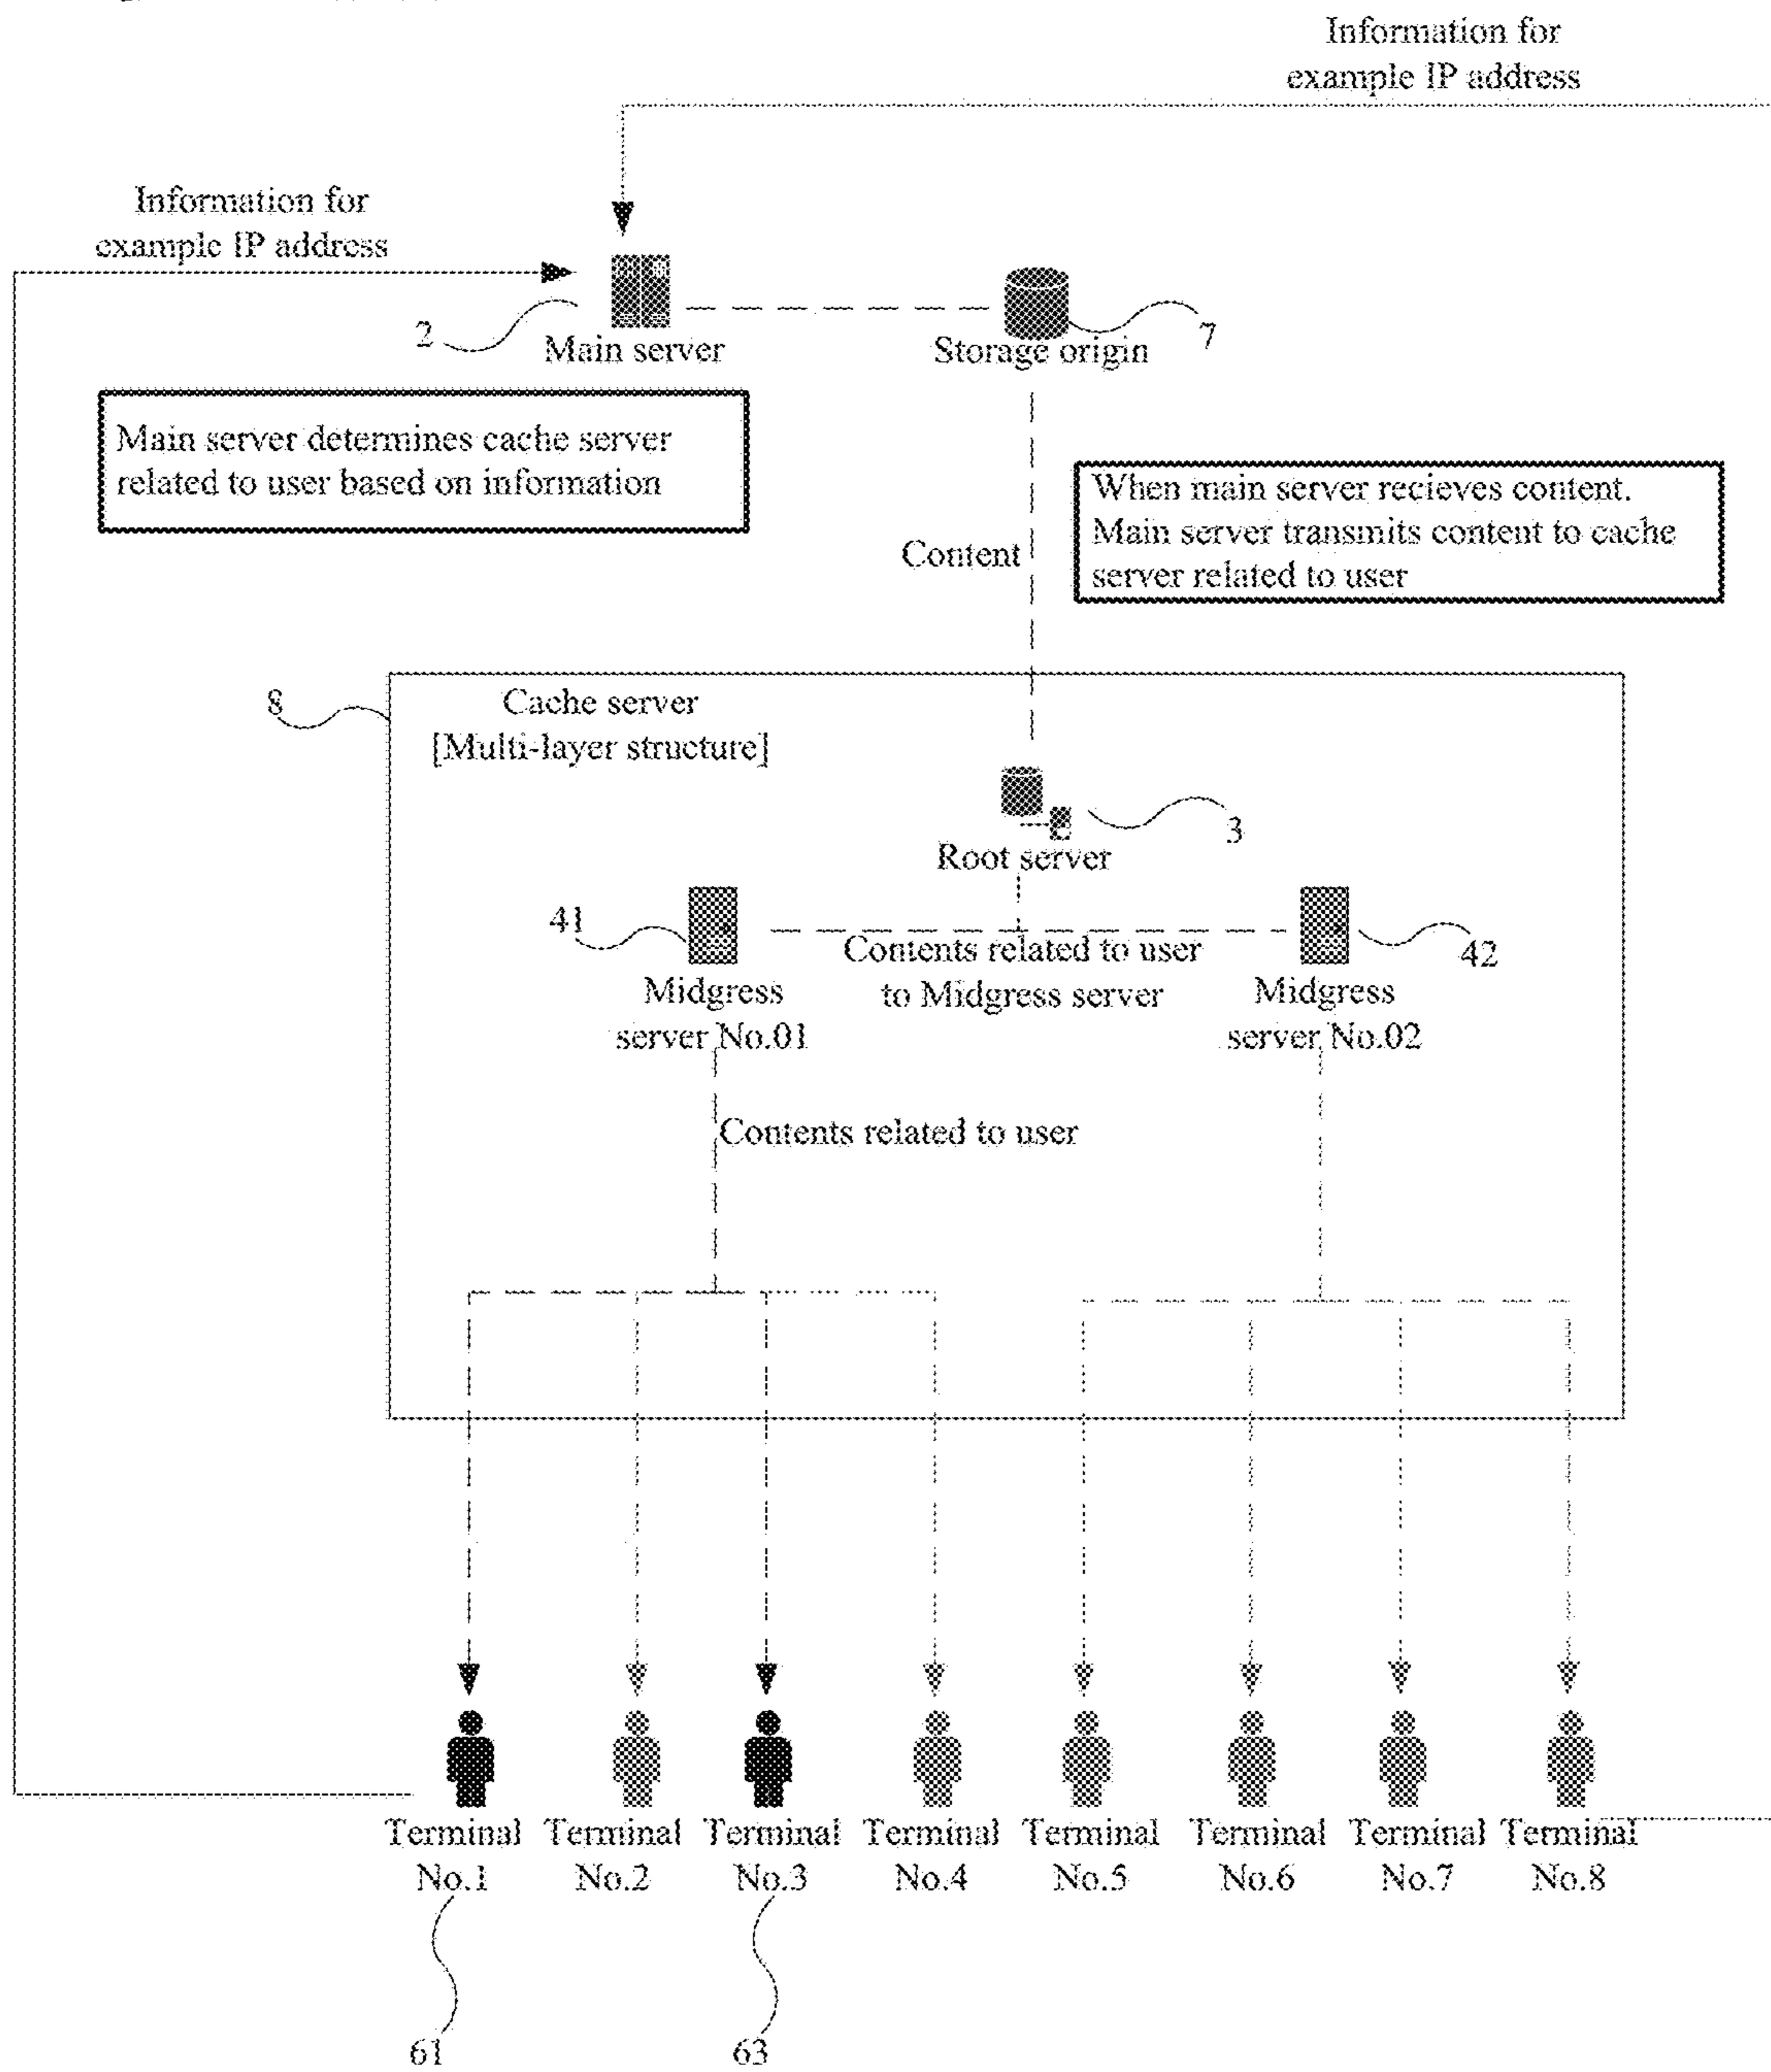 Information for
example IP address
Information for
example IP address
2
Main server
Storage origin
7
Main server determines cache server
related to user based on information
When main server recieves content.
Main server transmits content to cache
server related to user
Content
8
Cache server
[Multi-layer structure]
3
Root server
41
42
Contents related to user
to Midgress server
Midgress
server No.01
Midgress
server No.02
Contents related to user
Terminal
No.1
Terminal
No.2
Terminal
No.3
Terminal
No.4
Terminal
No.5
Terminal
No.6
Terminal
No.7
Terminal
No.8
61
63